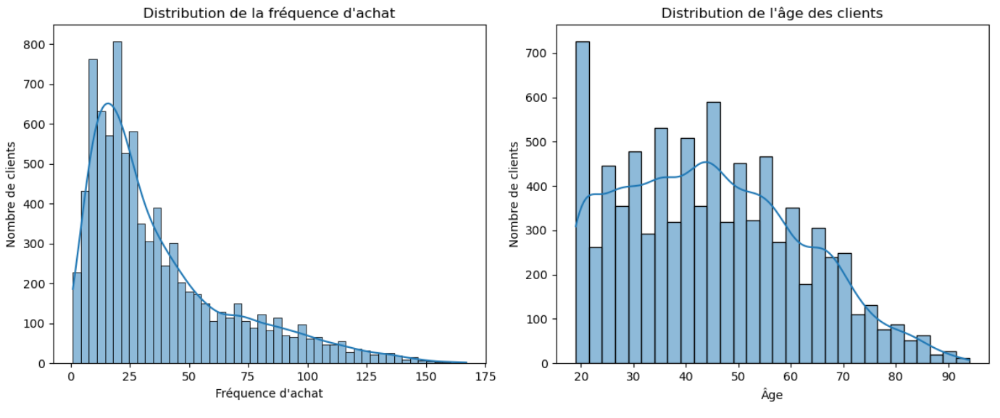 Distribution de la fréquence d'achat
800
700
600
500
400
300
200
100
0
Nombre de clients
0 25 50 75 100 125 150 175
Fréquence d'achat
Distribution de l'âge des clients
700
600
500
400
300
200
100
0
Nombre de clients
20 30 40 50 60 70 80 90
Âge